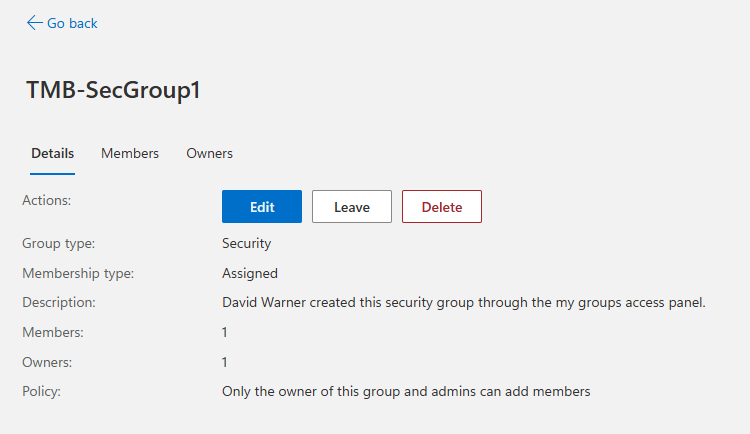 Go back
TMB-SecGroup1
Details Members Owners
Actions: Edit Leave Delete
Group type: Security
Membership type: Assigned
Description: David Warner created this security group through the my groups access panel.
Members: 1
Owners: 1
Policy: Only the owner of this group and admins can add members